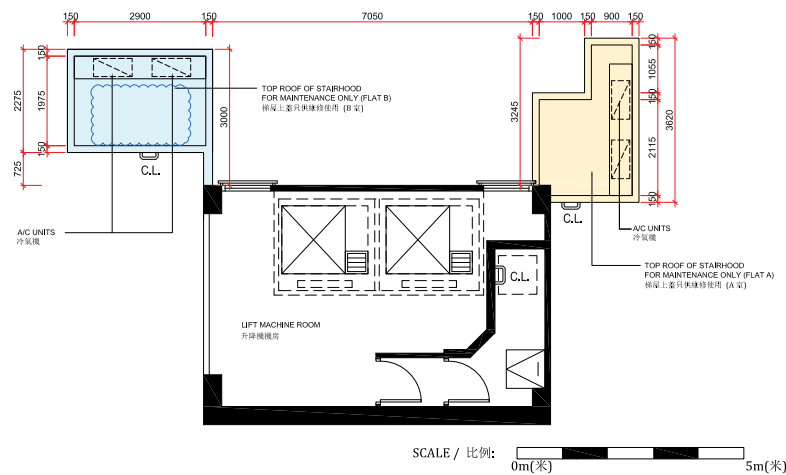 150 2900 150 7050 150 1000 150 900 150
150
1975
150
2275
725
3000
3245
150
1055
150
2115
150
3620
TOP ROOF OF STAIRHOOD
FOR MAINTENANCE ONLY (FLAT B)
梯屋上蓋只供維修使用 (B 室)
C.L.
A/C UNITS
冷氣機
C.L.
A/C UNITS
冷氣機
TOP ROOF OF STAIRHOOD
FOR MAINTENANCE ONLY (FLAT A)
梯屋上蓋只供維修使用 (A 室)
C.L.
LIFT MACHINE ROOM
升降機機房
SCALE / 比例:
0m(米) 5m(米)